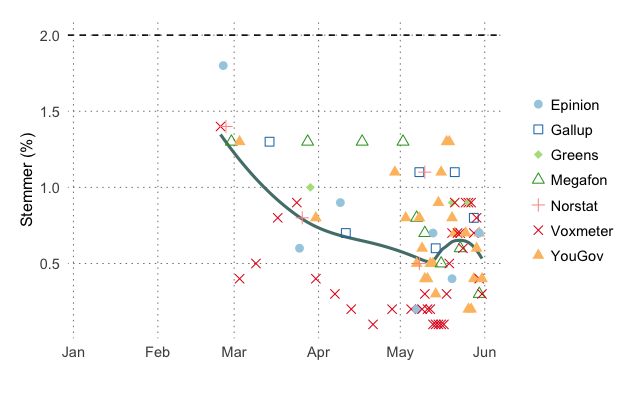 Stemmer (%)
2.0
1.5
1.0
0.5
Jan Feb Mar Apr May Jun
Epinion
Gallup
Greens
Megafon
Norstat
Voxmeter
YouGov